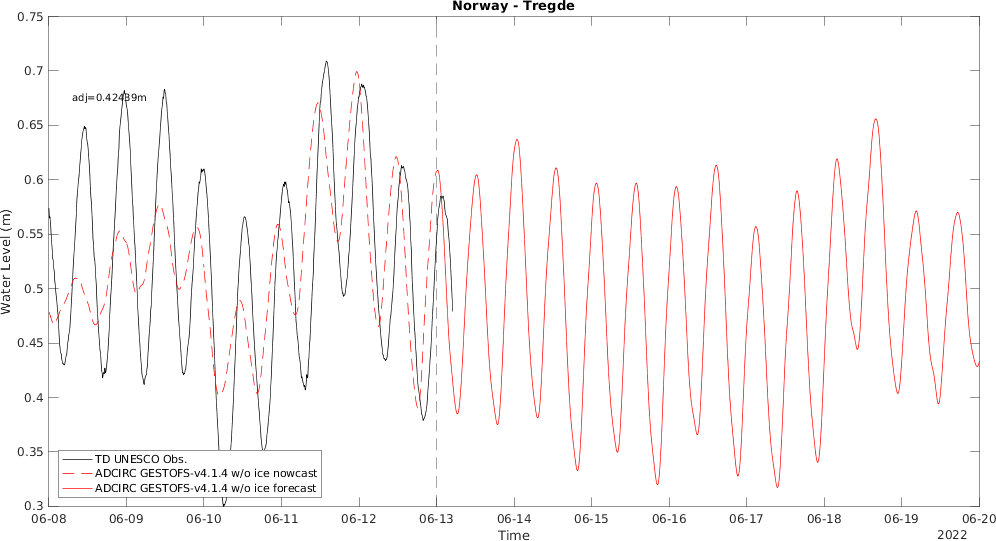 Norway - Tregde
0.75
0.7
0.65
0.6
0.55
0.5
0.45
0.4
0.35
0.3
Water Level (m)
adj=0.42439m
TD UNESCO Obs.
ADCIRC GESTOFS-v4.1.4 w/o ice nowcast
ADCIRC GESTOFS-v4.1.4 w/o ice forecast
06-08 06-09 06-10 06-11 06-12 06-13 06-14 06-15 06-16 06-17 06-18 06-19 06-20
Time
2022